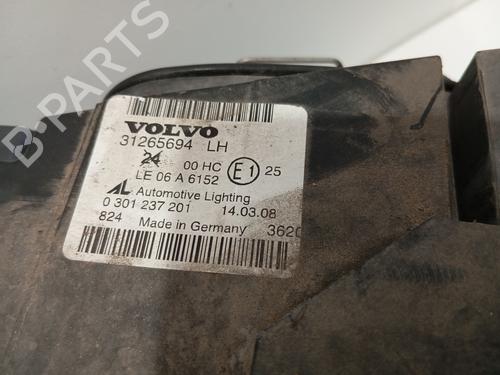 B-PARTS
VOLVO
31265694 LH
24 00 HC E1 25
LE 06 A 6152
AL Automotive Lighting
0 301 237 201 14.03.08
824 Made in Germany 3620